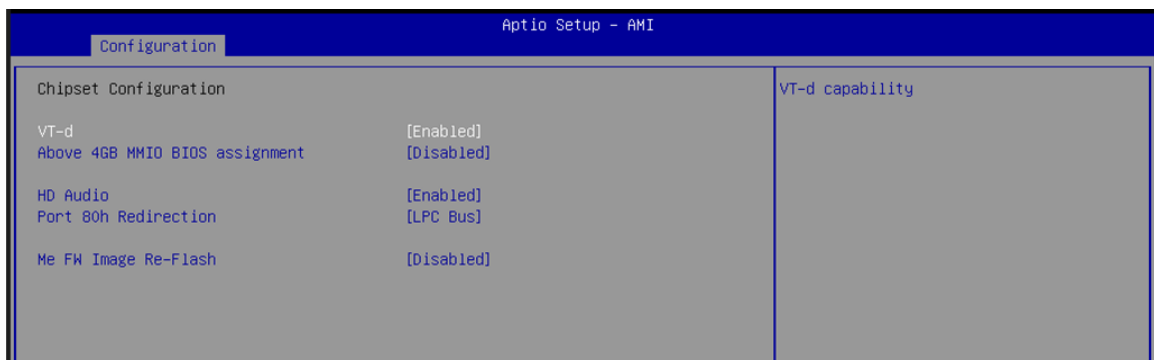 Aptio Setup - AMI
Configuration
Chipset Configuration
VT-d capability
VT-d [Enabled]
Above 4GB MMIO BIOS assignment [Disabled]
HD Audio [Enabled]
Port 80h Redirection [LPC Bus]
Me FW Image Re-Flash [Disabled]